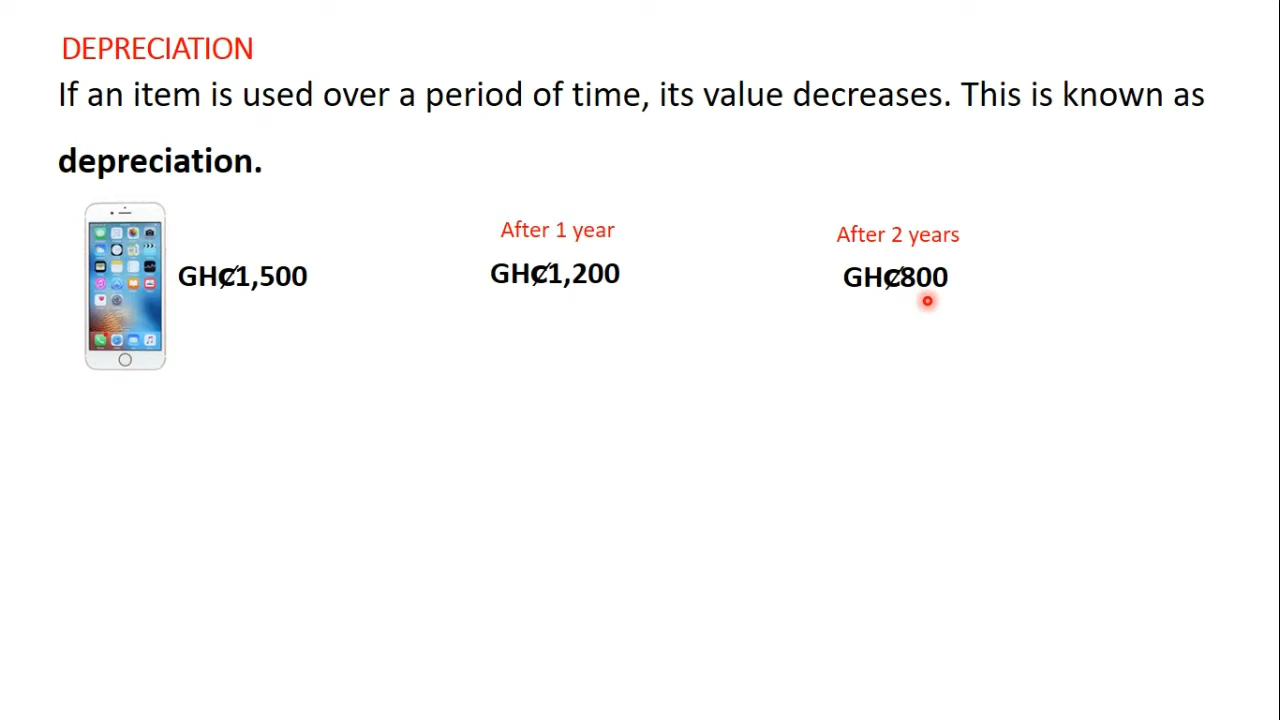 DEPRECIATION
If an item is used over a period of time, its value decreases. This is known as
depreciation.
After 1 year
After 2 years
GH₵1,500
GH₵1,200
GH₵800